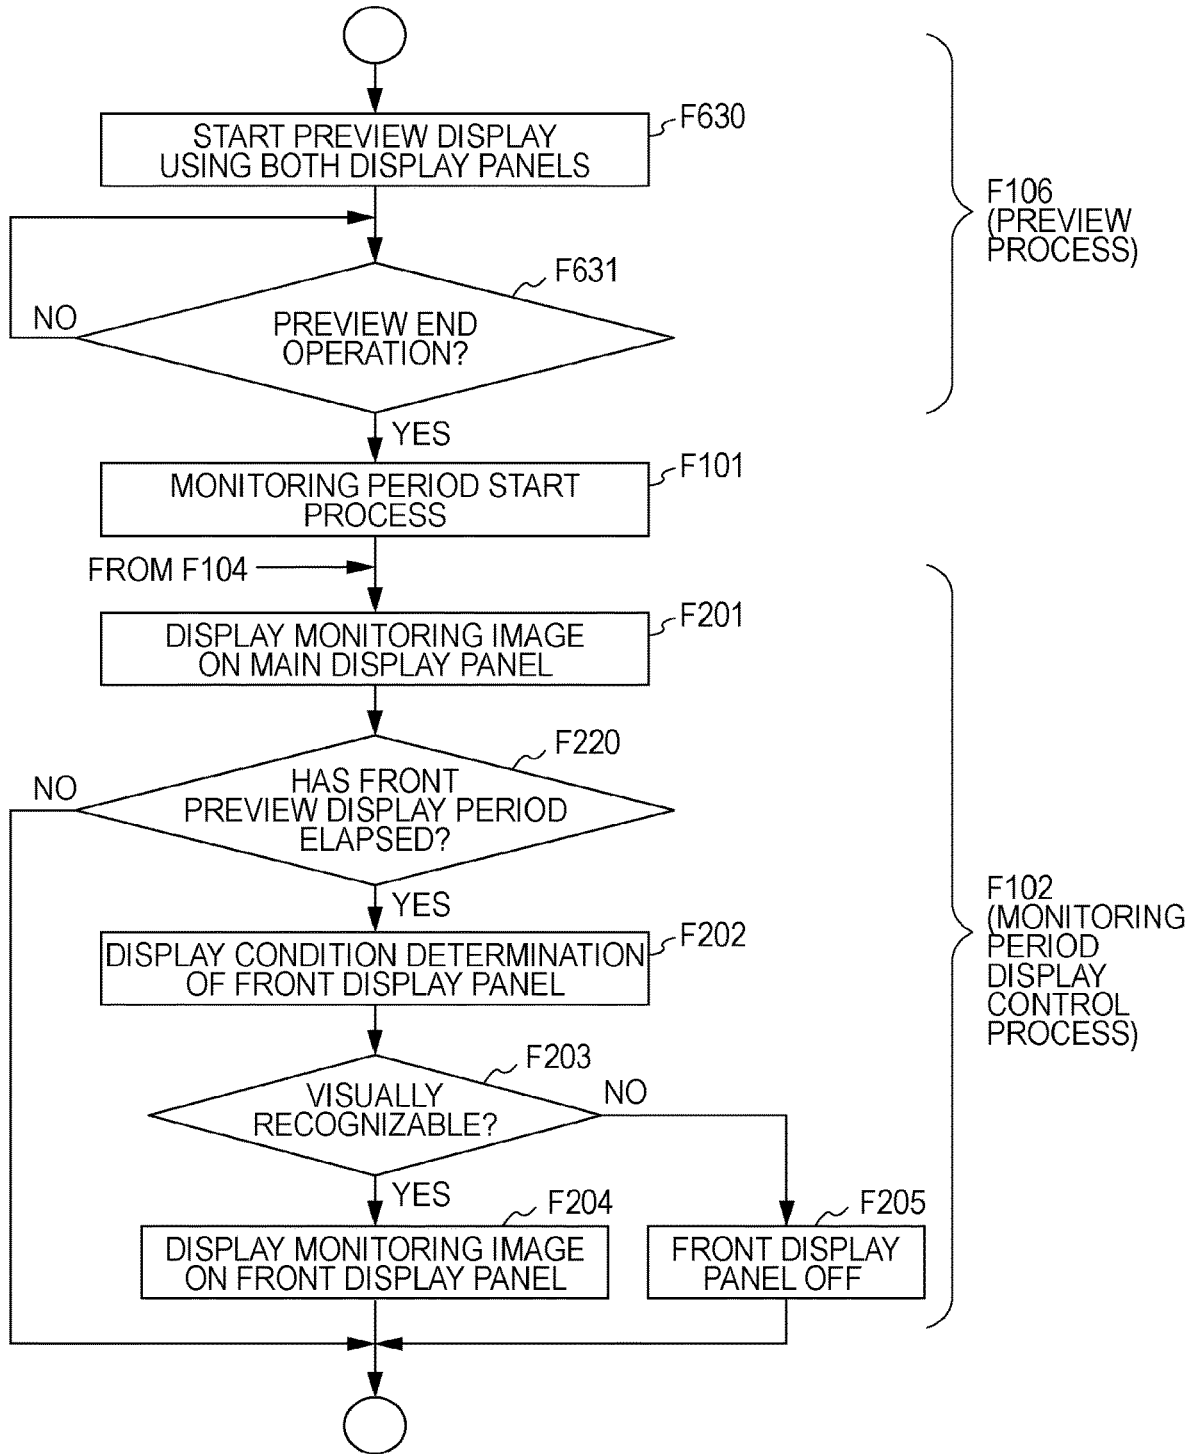 F630
START PREVIEW DISPLAY
USING BOTH DISPLAY PANELS
F106
(PREVIEW
PROCESS)
F631
NO
PREVIEW END
OPERATION?
YES
F101
MONITORING PERIOD START
PROCESS
FROM F104
F201
DISPLAY MONITORING IMAGE
ON MAIN DISPLAY PANEL
F220
NO
HAS FRONT
PREVIEW DISPLAY PERIOD
ELAPSED?
YES
F102
(MONITORING
PERIOD
DISPLAY
CONTROL
PROCESS)
F202
DISPLAY CONDITION DETERMINATION
OF FRONT DISPLAY PANEL
F203
VISUALLY
RECOGNIZABLE?
NO
YES
F204
DISPLAY MONITORING IMAGE
ON FRONT DISPLAY PANEL
F205
FRONT DISPLAY
PANEL OFF